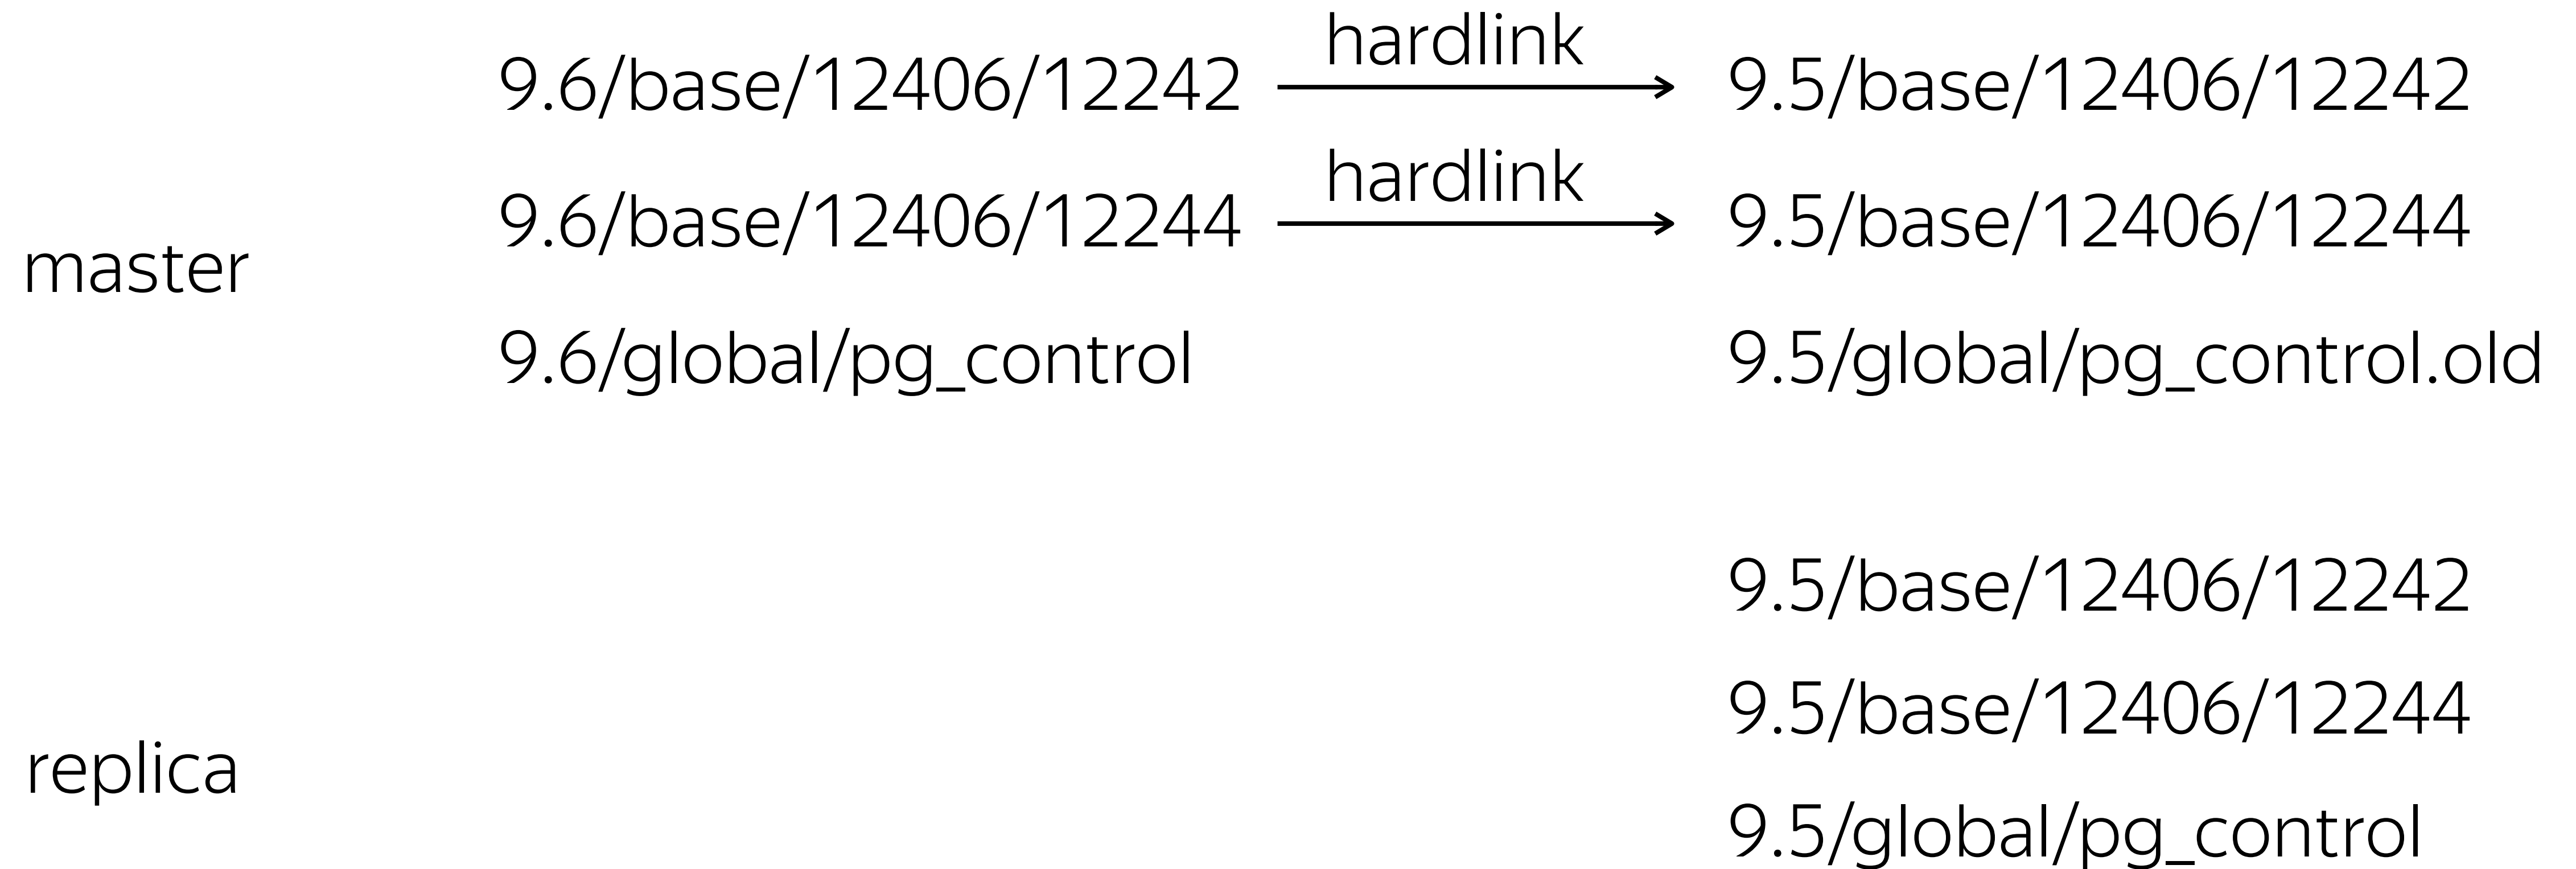 hardlink
9.6/base/12406/12242 9.5/base/12406/12242
hardlink
9.6/base/12406/12244 9.5/base/12406/12244
master
9.6/global/pg_control 9.5/global/pg_control.old
9.5/base/12406/12242
9.5/base/12406/12244
replica
9.5/global/pg_control